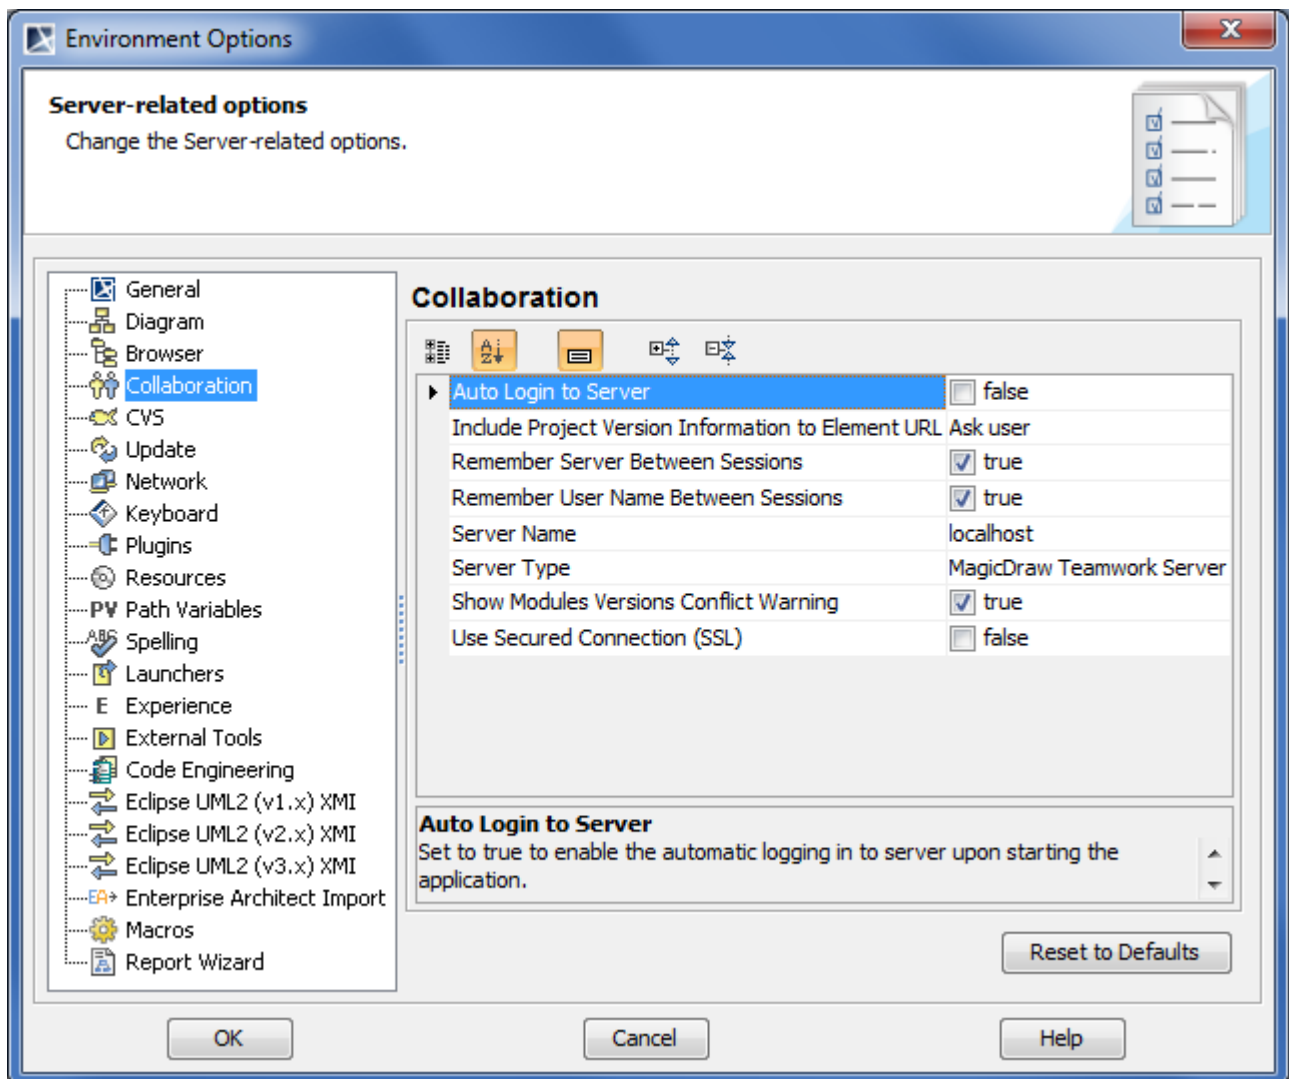 Environment Options
Server-related options
Change the Server-related options.
General
Diagram
Browser
Collaboration
CVS
Update
Network
Keyboard
Plugins
Resources
PV Path Variables
ABC Spelling
Launchers
E Experience
External Tools
Code Engineering
Eclipse UML2 (v1.x) XMI
Eclipse UML2 (v2.x) XMI
Eclipse UML2 (v3.x) XMI
EA Enterprise Architect Import
Macros
Report Wizard
Collaboration
A
Z
Auto Login to Server false
Include Project Version Information to Element URL Ask user
Remember Server Between Sessions true
Remember User Name Between Sessions true
Server Name localhost
Server Type MagicDraw Teamwork Server
Show Modules Versions Conflict Warning true
Use Secured Connection (SSL) false
Auto Login to Server
Set to true to enable the automatic logging in to server upon starting the
application.
Reset to Defaults
OK Cancel Help